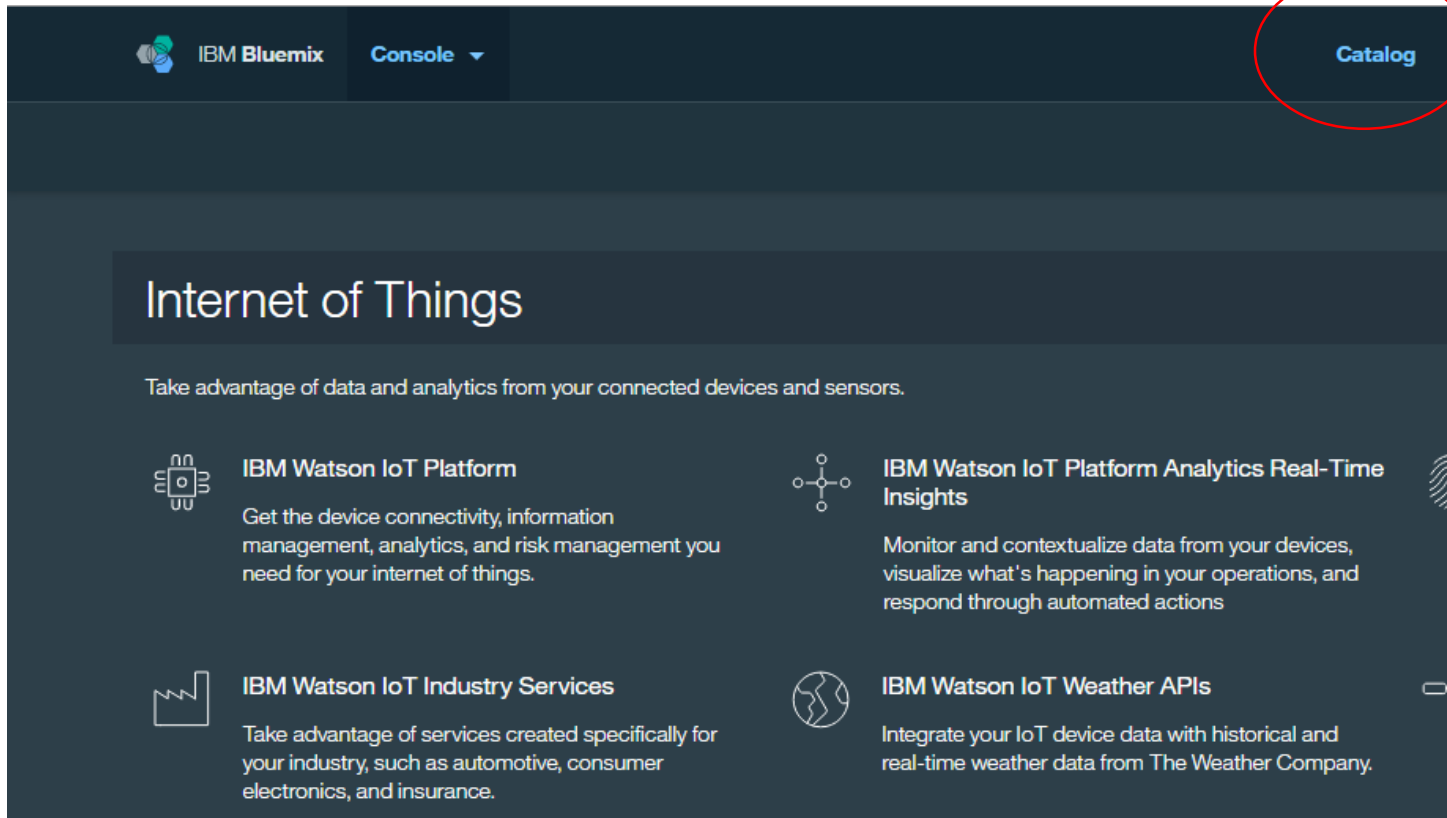 IBM Bluemix Console Catalog
Internet of Things
Take advantage of data and analytics from your connected devices and sensors.
IBM Watson IoT Platform
Get the device connectivity, information
management, analytics, and risk management you
need for your internet of things.
IBM Watson IoT Platform Analytics Real-Time
Insights
Monitor and contextualize data from your devices,
visualize what's happening in your operations, and
respond through automated actions
IBM Watson IoT Industry Services
Take advantage of services created specifically for
your industry, such as automotive, consumer
electronics, and insurance.
IBM Watson IoT Weather APIs
Integrate your IoT device data with historical and
real-time weather data from The Weather Company.